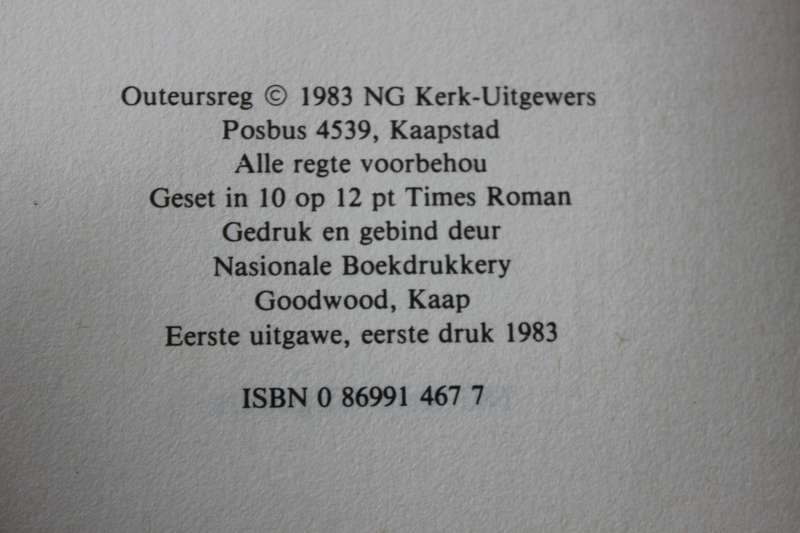 Outeursreg © 1983 NG Kerk-Uitgewers
Posbus 4539, Kaapstad
Alle regte voorbehou
Geset in 10 op 12 pt Times Roman
Gedruk en gebind deur
Nasionale Boekdrukkery
Goodwood, Kaap
Eerste uitgawe, eerste druk 1983
ISBN 0 86991 467 7